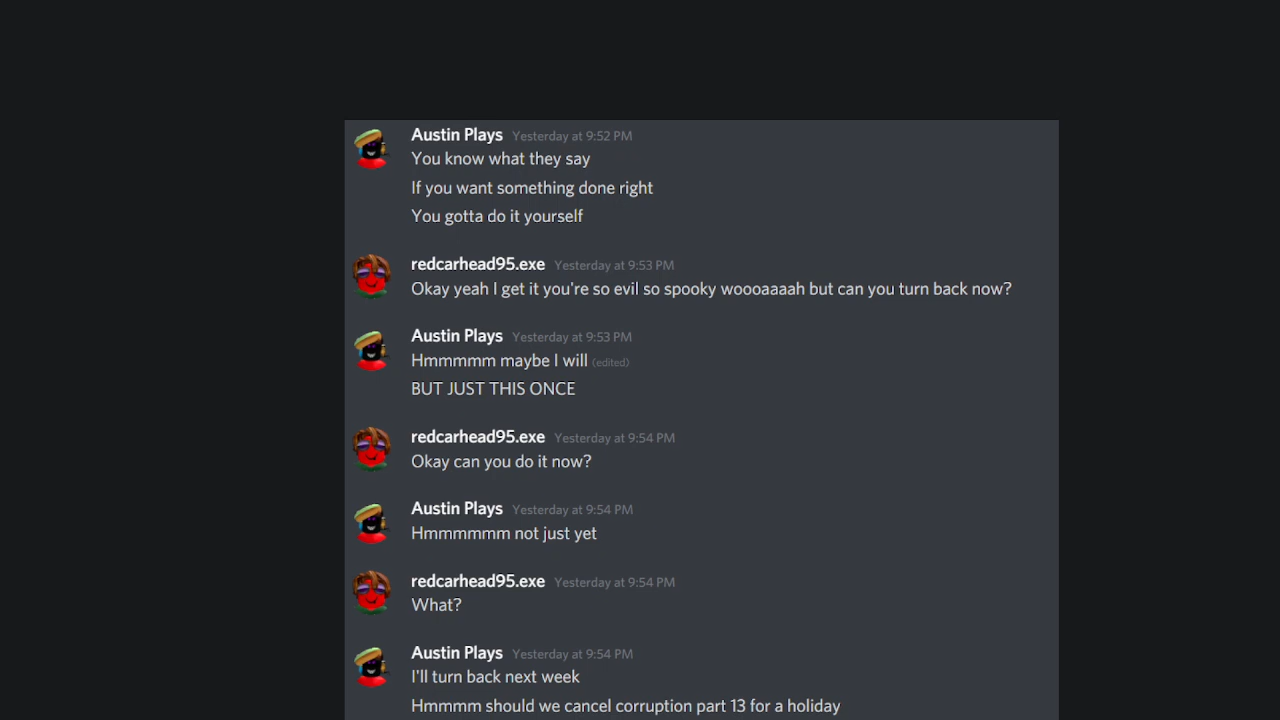 Austin Plays Yesterday at 9:52 PM
You know what they say
If you want something done right
You gotta do it yourself
redcarhead95.exe Yesterday at 9:53 PM
Okay yeah I get it you're so evil so spooky woooaaaah but can you turn back now?
Austin Plays Yesterday at 9:53 PM
Hmmmmm maybe I will (edited)
BUT JUST THIS ONCE
redcarhead95.exe Yesterday at 9:54 PM
Okay can you do it now?
Austin Plays Yesterday at 9:54 PM
Hmmmmmm not just yet
redcarhead95.exe Yesterday at 9:54 PM
What?
Austin Plays Yesterday at 9:54 PM
I'll turn back next week
Hmmmm should we cancel corruption part 13 for a holiday